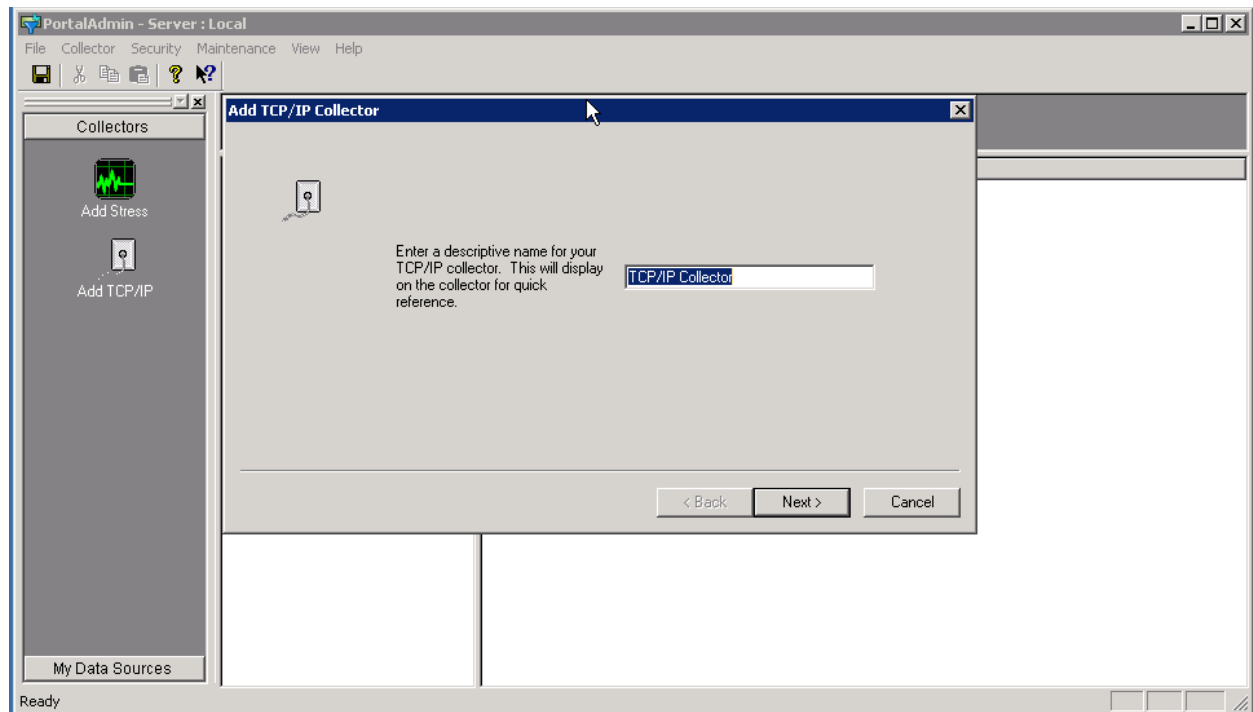 PortalAdmin - Server : Local
File Collector Security Maintenance View Help
Collectors
Add Stress
Add TCP/IP
My Data Sources
Add TCP/IP Collector
Enter a descriptive name for your
TCP/IP collector. This will display
on the collector for quick
reference.
TCP/IP Collector
< Back
Next >
Cancel
Ready